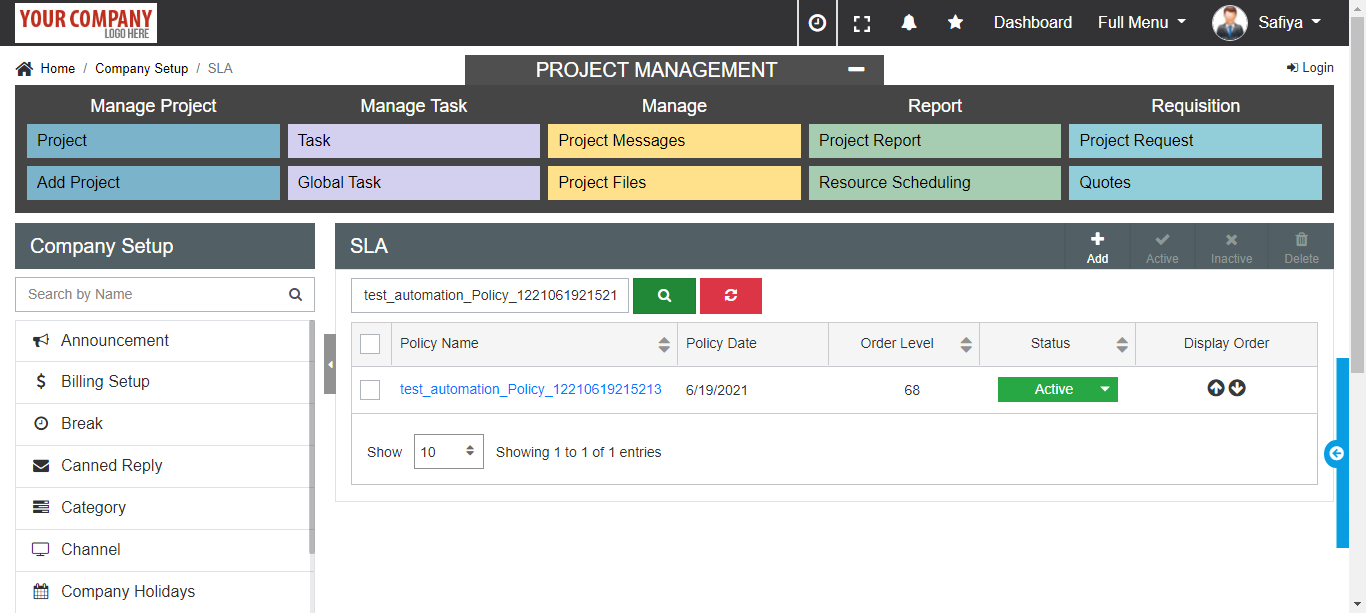 YOUR COMPANY
LOGO HERE
Dashboard
Full Menu
Safiya
Home / Company Setup / SLA
PROJECT MANAGEMENT
Login
Manage Project
Manage Task
Manage
Report
Requisition
Project
Task
Project Messages
Project Report
Project Request
Add Project
Global Task
Project Files
Resource Scheduling
Quotes
Company Setup
SLA
Add
Active
Inactive
Delete
Search by Name
test_automation_Policy_1221061921521
Announcement
Billing Setup
Break
Canned Reply
Category
Channel
Company Holidays
Policy Name
Policy Date
Order Level
Status
Display Order
test_automation_Policy_12210619215213
6/19/2021
68
Active
Show 10 Showing 1 to 1 of 1 entries